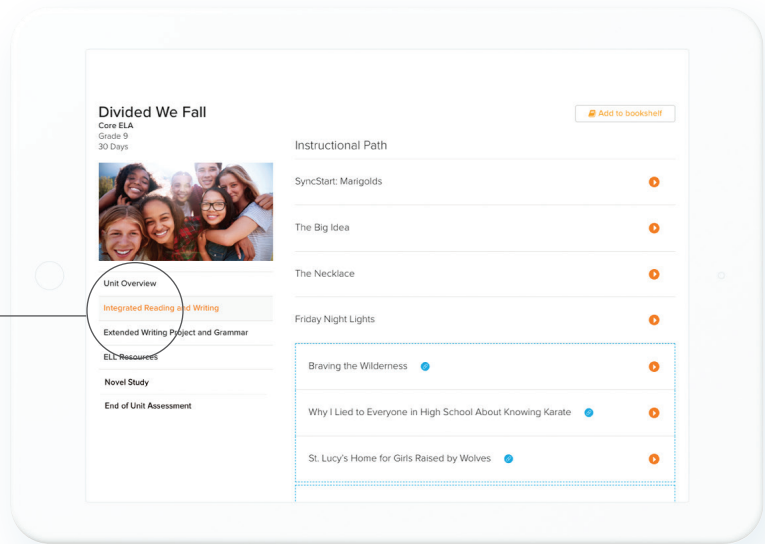 Divided We Fall
Core ELA
Grade 9
30 Days
Unit Overview
Integrated Reading and Writing
Extended Writing Project and Grammar
ELL Resources
Novel Study
End of Unit Assessment
Add to bookshelf
Instructional Path
SyncStart: Marigolds
The Big Idea
The Necklace
Friday Night Lights
Braving the Wilderness
Why I Lied to Everyone in High School About Knowing Karate
St. Lucy's Home for Girls Raised by Wolves